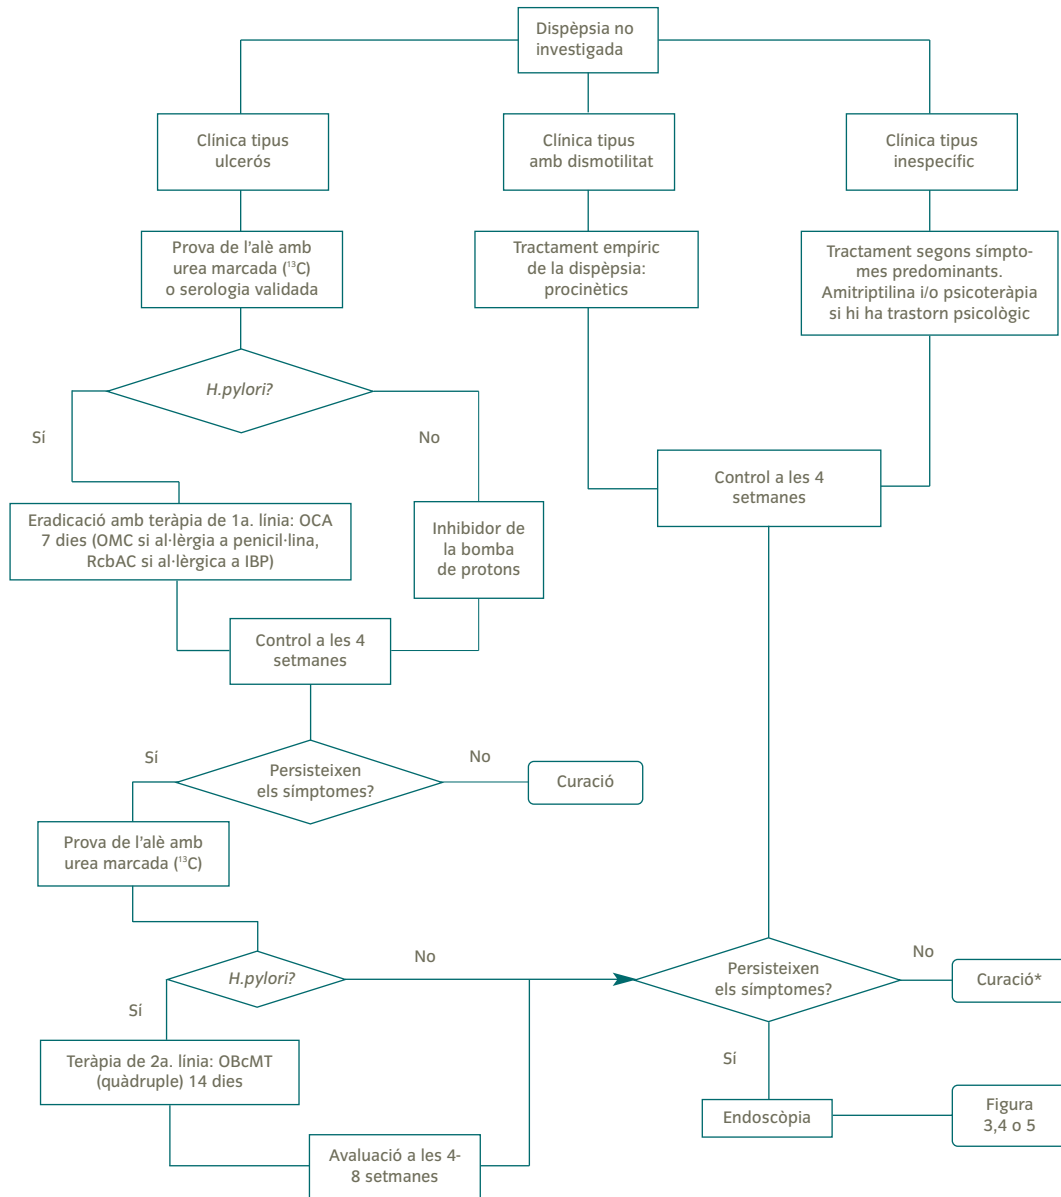 Dispèpsia no
investigada
Clínica tipus
ulcerós
Clínica tipus
amb dismotilitat
Clínica tipus
inespecífic
Prova de l'alè amb
urea marcada (¹³C)
o serologia validada
Tractament empíric
de la dispèpsia:
procinètics
Tractament segons símpto-
mes predominants.
Amitriptilina i/o psicoteràpia
si hi ha trastorn psicològic
H.pylori?
Sí
No
Eradicació amb teràpia de 1a. línia: OCA
7 dies (OMC si al·lèrgia a penicil·lina,
RcbAC si al·lèrgica a IBP)
Inhibidor de
la bomba
de protons
Control a les 4
setmanes
Control a les 4
setmanes
Sí
Persisteixen
els símptomes?
No
Curació
Prova de l'alè amb
urea marcada (¹³C)
H.pylori?
No
Sí
Persisteixen
els símptomes?
No
Curació*
Teràpia de 2a. línia: OBcMT
(quàdruple) 14 dies
Sí
Endoscòpia
Figura
3,4 o 5
Avaluació a les 4-
8 setmanes